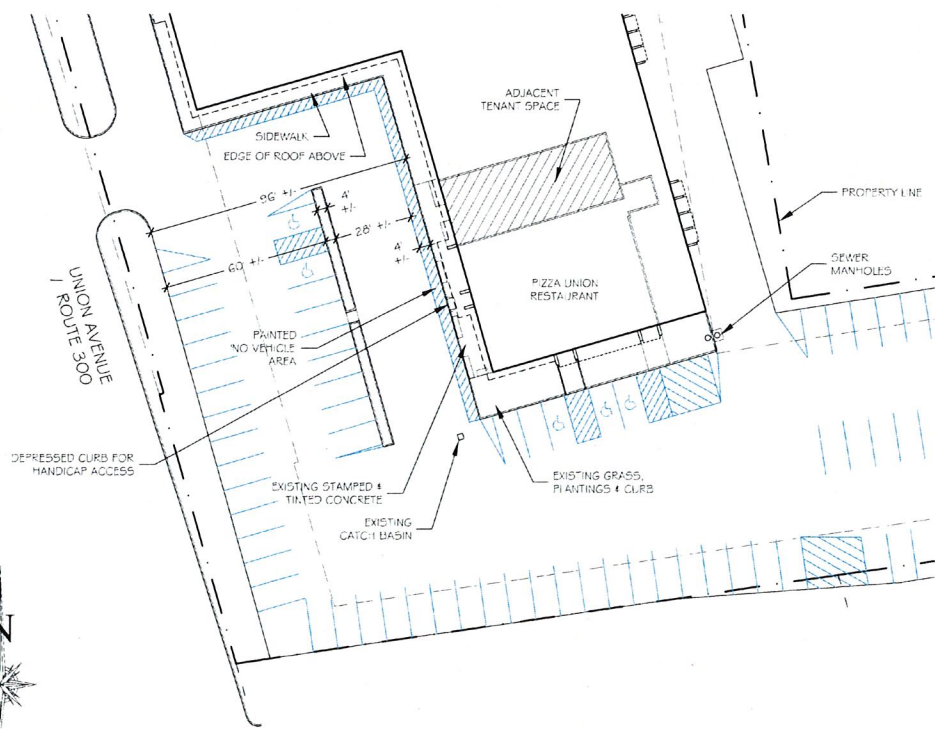 ADJACENT
TENANT SPACE
SIDEWALK
EDGE OF ROOF ABOVE
PROPERTY LINE
96' +/-
4'
+/-
28' +/-
4'
+/-
60' +/-
SEWER
MANHOLES
PIZZA UNION
RESTAURANT
UNION AVENUE
/ ROUTE 300
PAINTED
'NO VEHICLE
AREA
DEPRESSED CURB FOR
HANDICAP ACCESS
EXISTING STAMPED &
TINTED CONCRETE
EXISTING GRASS,
PLANTINGS & CURB
EXISTING
CATCH BASIN
N